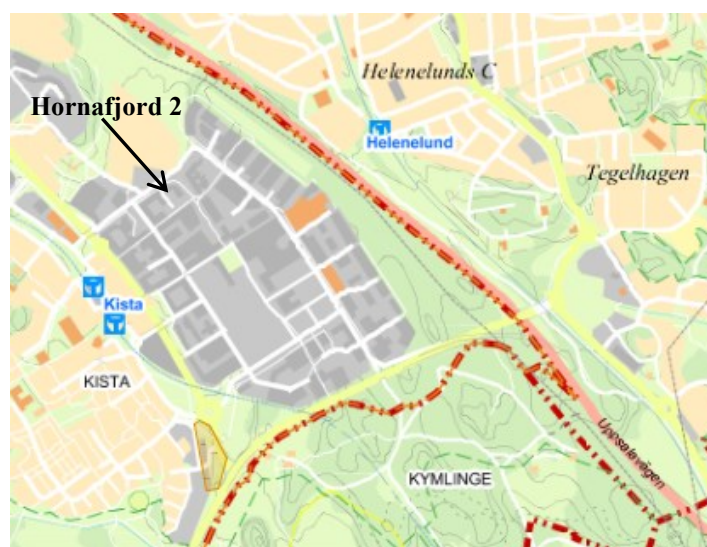 Helenelunds C
Hornafjord 2
Helenelund
Tegelhagen
Kista
KISTA
Uppsalavägen
KYMLINGE